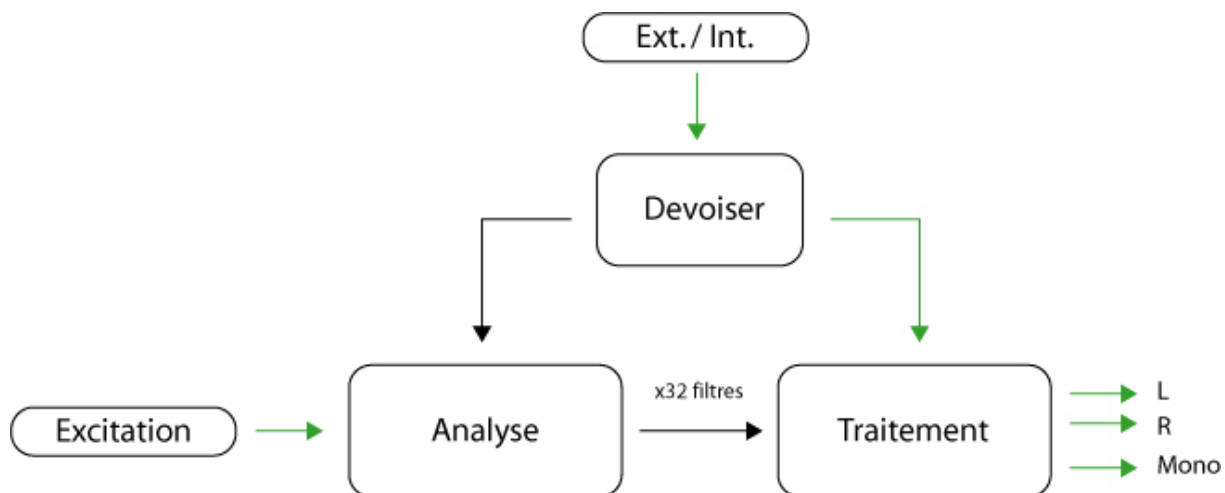 Ext. / Int.
Devoiser
x32 filtres
L
Excitation
Analyse
Traitement
R
Mono